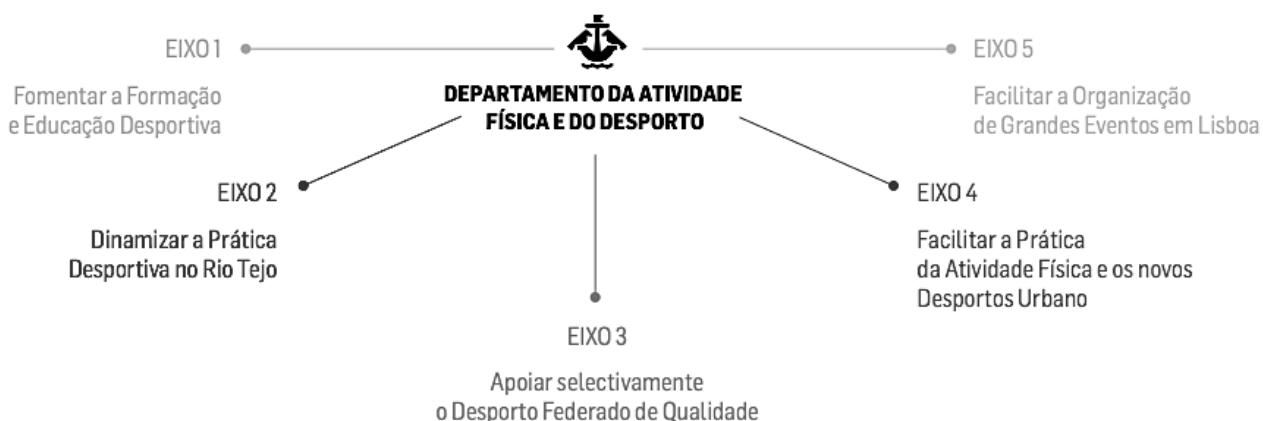 EIXO 1
Fomentar a Formação
e Educação Desportiva
DEPARTAMENTO DA ATIVIDADE
FÍSICA E DO DESPORTO
EIXO 5
Facilitar a Organização
de Grandes Eventos em Lisboa
EIXO 2
Dinamizar a Prática
Desportiva no Rio Tejo
EIXO 4
Facilitar a Prática
da Atividade Física e os novos
Desportos Urbano
EIXO 3
Apoiar selectivamente
o Desporto Federado de Qualidade